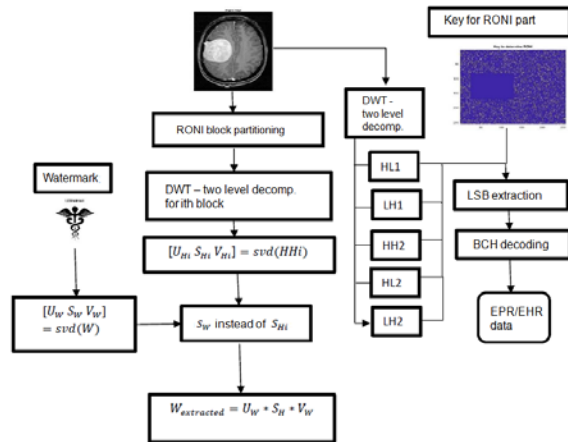 Key for RONI part
DWT -
two level
decomp.
RONI block partitioning
HL1
Watermark
DWT – two level decomp.
for ith block
LH1
LSB extraction
HH2
BCH decoding
[U_Hi S_Hi V_Hi] = svd(HHi)
HL2
[U_W S_W V_W]
= svd(W)
S_W instead of S_Hi
LH2
EPR/EHR
data
W_extracted = U_W * S_H * V_W